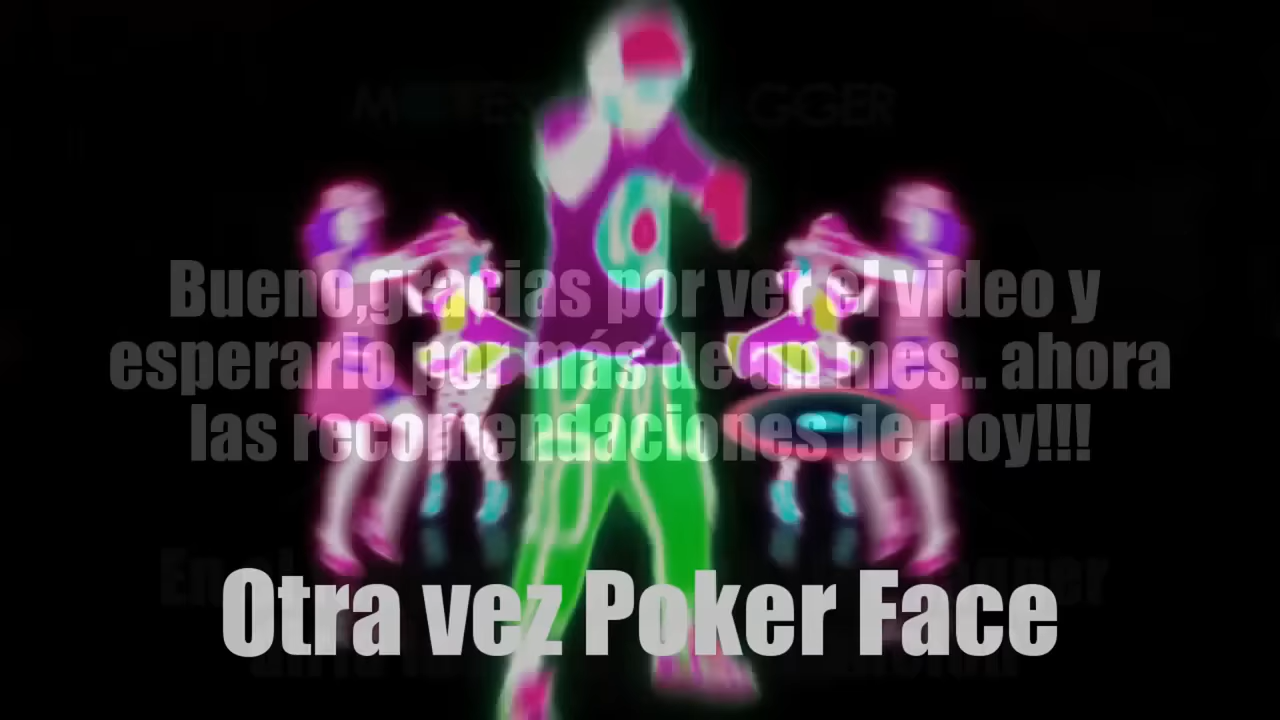 GGER
Bueno,gracias por ver el video y
esperarlo por más de un mes.. ahora
las recomendaciones de hoy!!!
Otra vez Poker Face